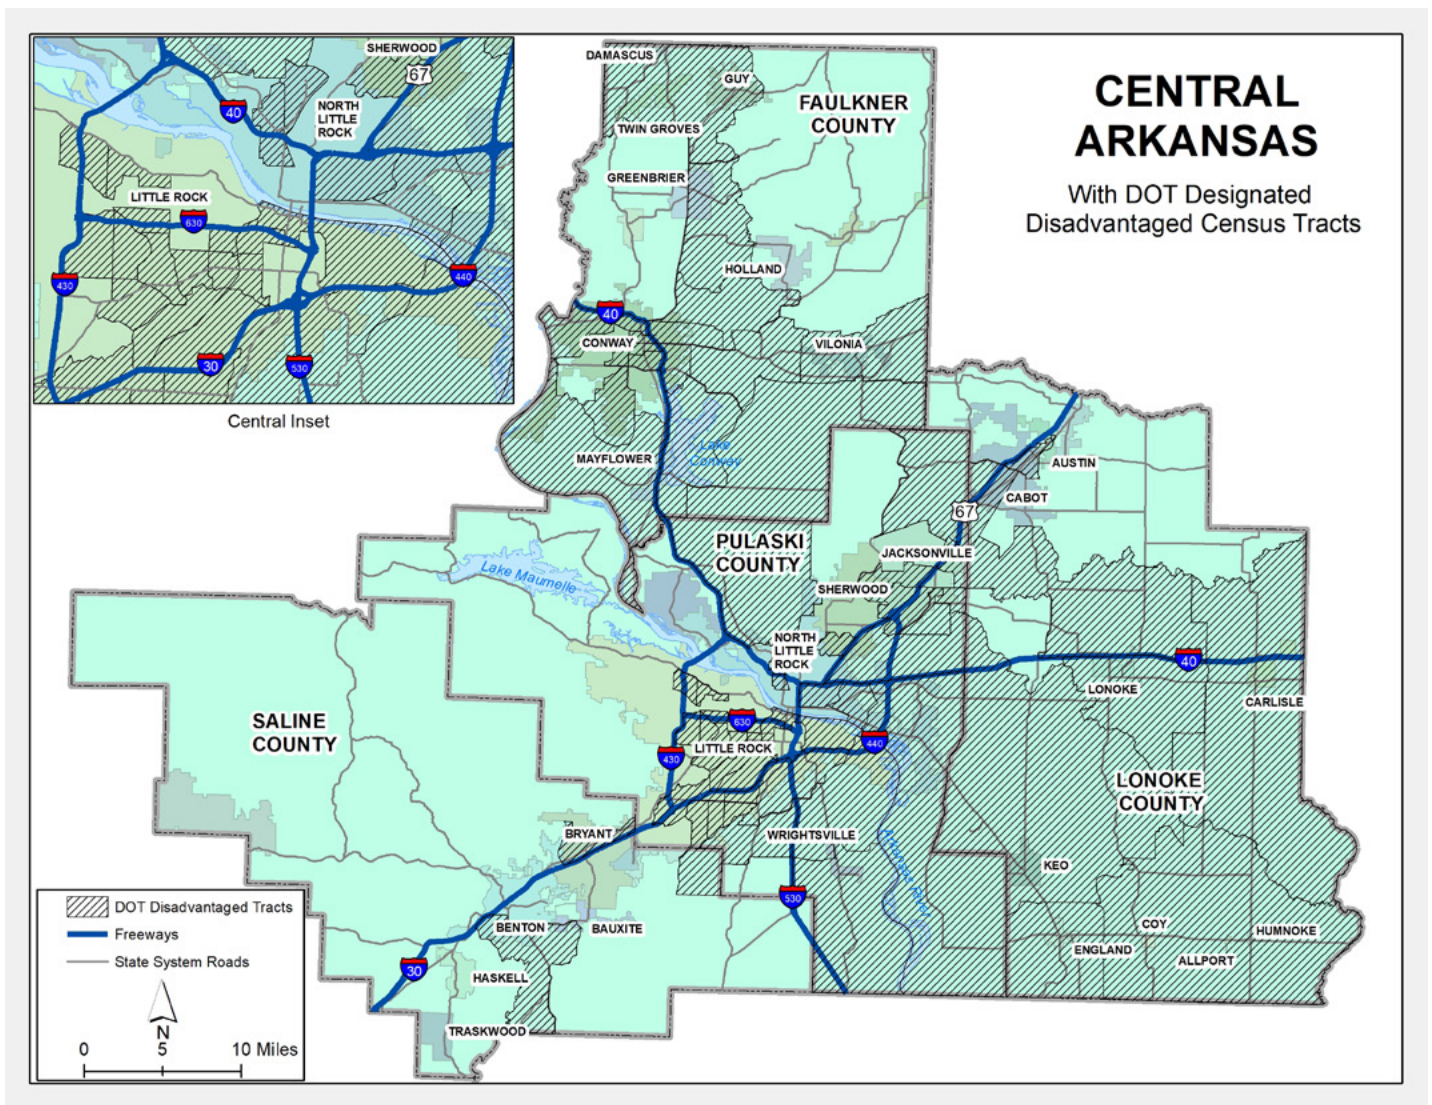 CENTRAL
ARKANSAS
With DOT Designated
Disadvantaged Census Tracts
SHERWOOD
67
40
NORTH
LITTLE
ROCK
LITTLE ROCK
630
430
440
30
530
Central Inset
DAMASCUS
GUY
FAULKNER
COUNTY
TWIN GROVES
GREENBRIER
HOLLAND
40
CONWAY
VILONIA
Lake
Conway
MAYFLOWER
AUSTIN
CABOT
67
PULASKI
COUNTY
JACKSONVILLE
SHERWOOD
Lake Maumelle
NORTH
LITTLE
ROCK
40
LONOKE
CARLISLE
SALINE
COUNTY
630
LITTLE ROCK
440
430
LONOKE
COUNTY
BRYANT
WRIGHTSVILLE
Arkansas River
KEO
530
BENTON
BAUXITE
COY
HUMNOKE
ENGLAND
ALLPORT
30
HASKELL
TRASKWOOD
DOT Disadvantaged Tracts
Freeways
State System Roads
N
0 5 10 Miles